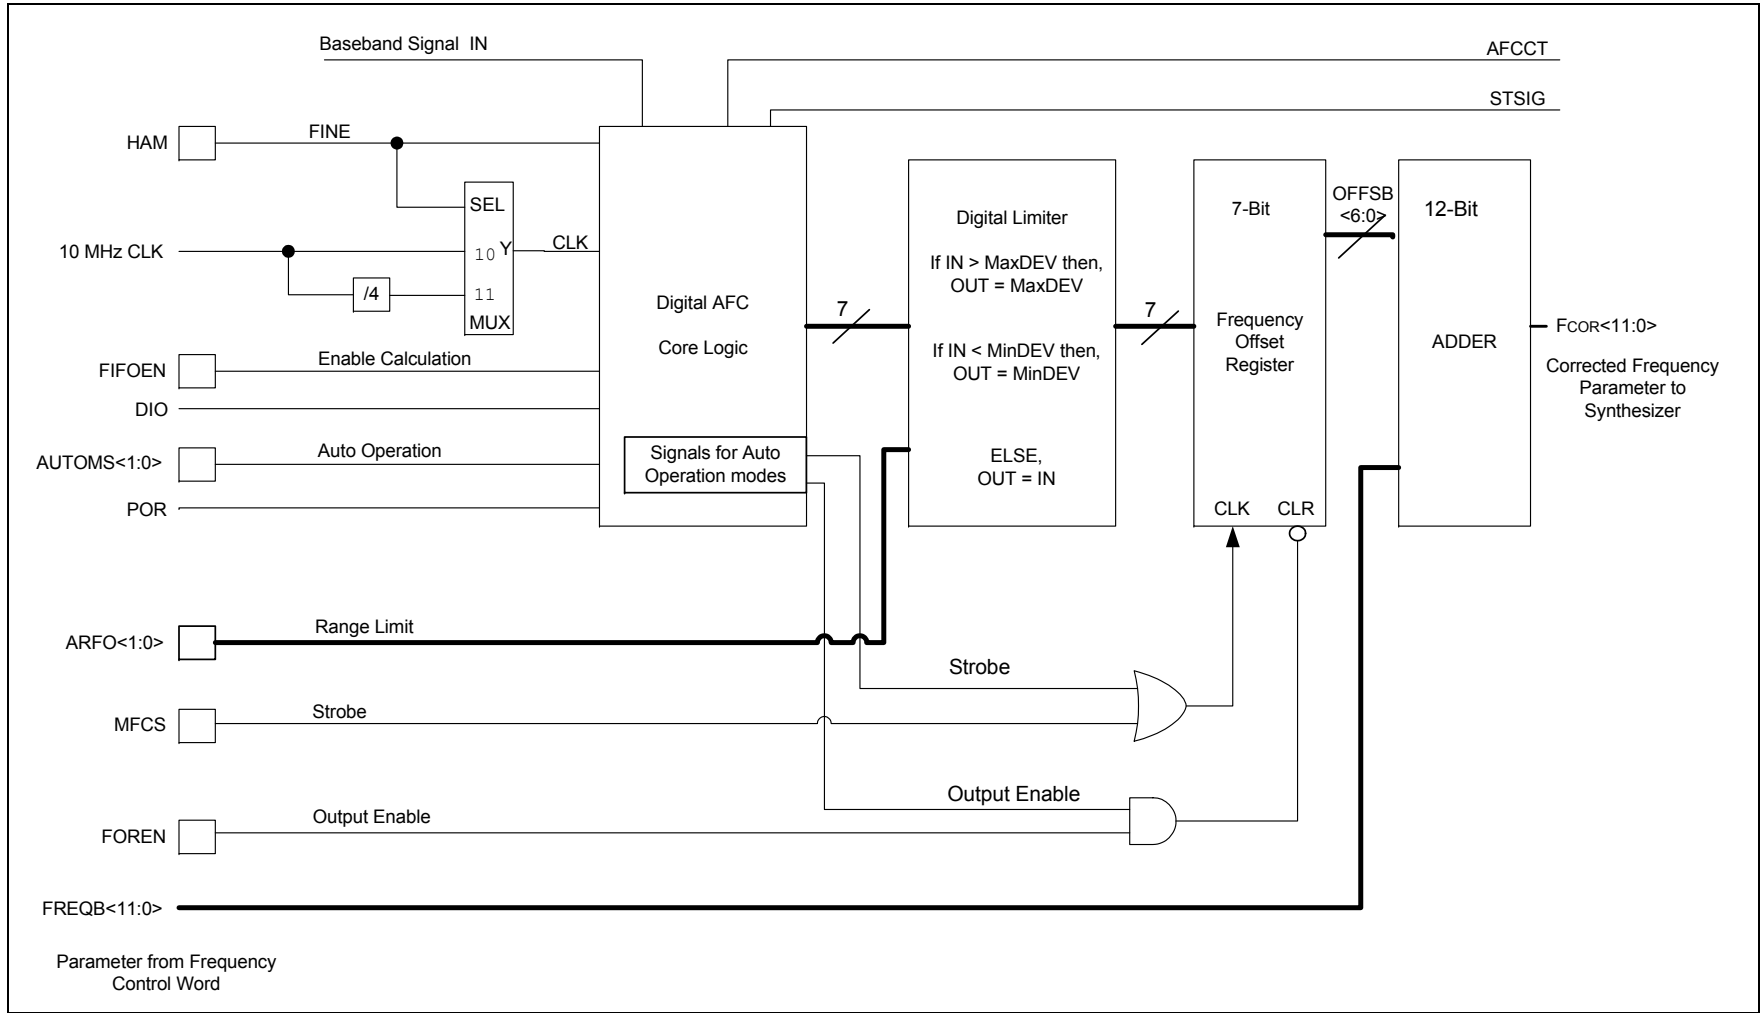 Baseband Signal IN
AFCCT
STSIG
HAM
FINE
SEL
10 MHz CLK
10 Y
CLK
/4
11
MUX
FIFOEN
Enable Calculation
DIO
AUTOMS<1:0>
Auto Operation
POR
Digital AFC
Core Logic
Signals for Auto
Operation modes
7
Digital Limiter
If IN > MaxDEV then,
OUT = MaxDEV
If IN < MinDEV then,
OUT = MinDEV
ELSE,
OUT = IN
7
7-Bit
Frequency
Offset
Register
CLK
CLR
OFFSB
<6:0>
12-Bit
ADDER
FCOR<11:0>
Corrected Frequency
Parameter to
Synthesizer
ARFO<1:0>
Range Limit
Strobe
MFCS
Strobe
Output Enable
FOREN
Output Enable
FREQB<11:0>
Parameter from Frequency
Control Word